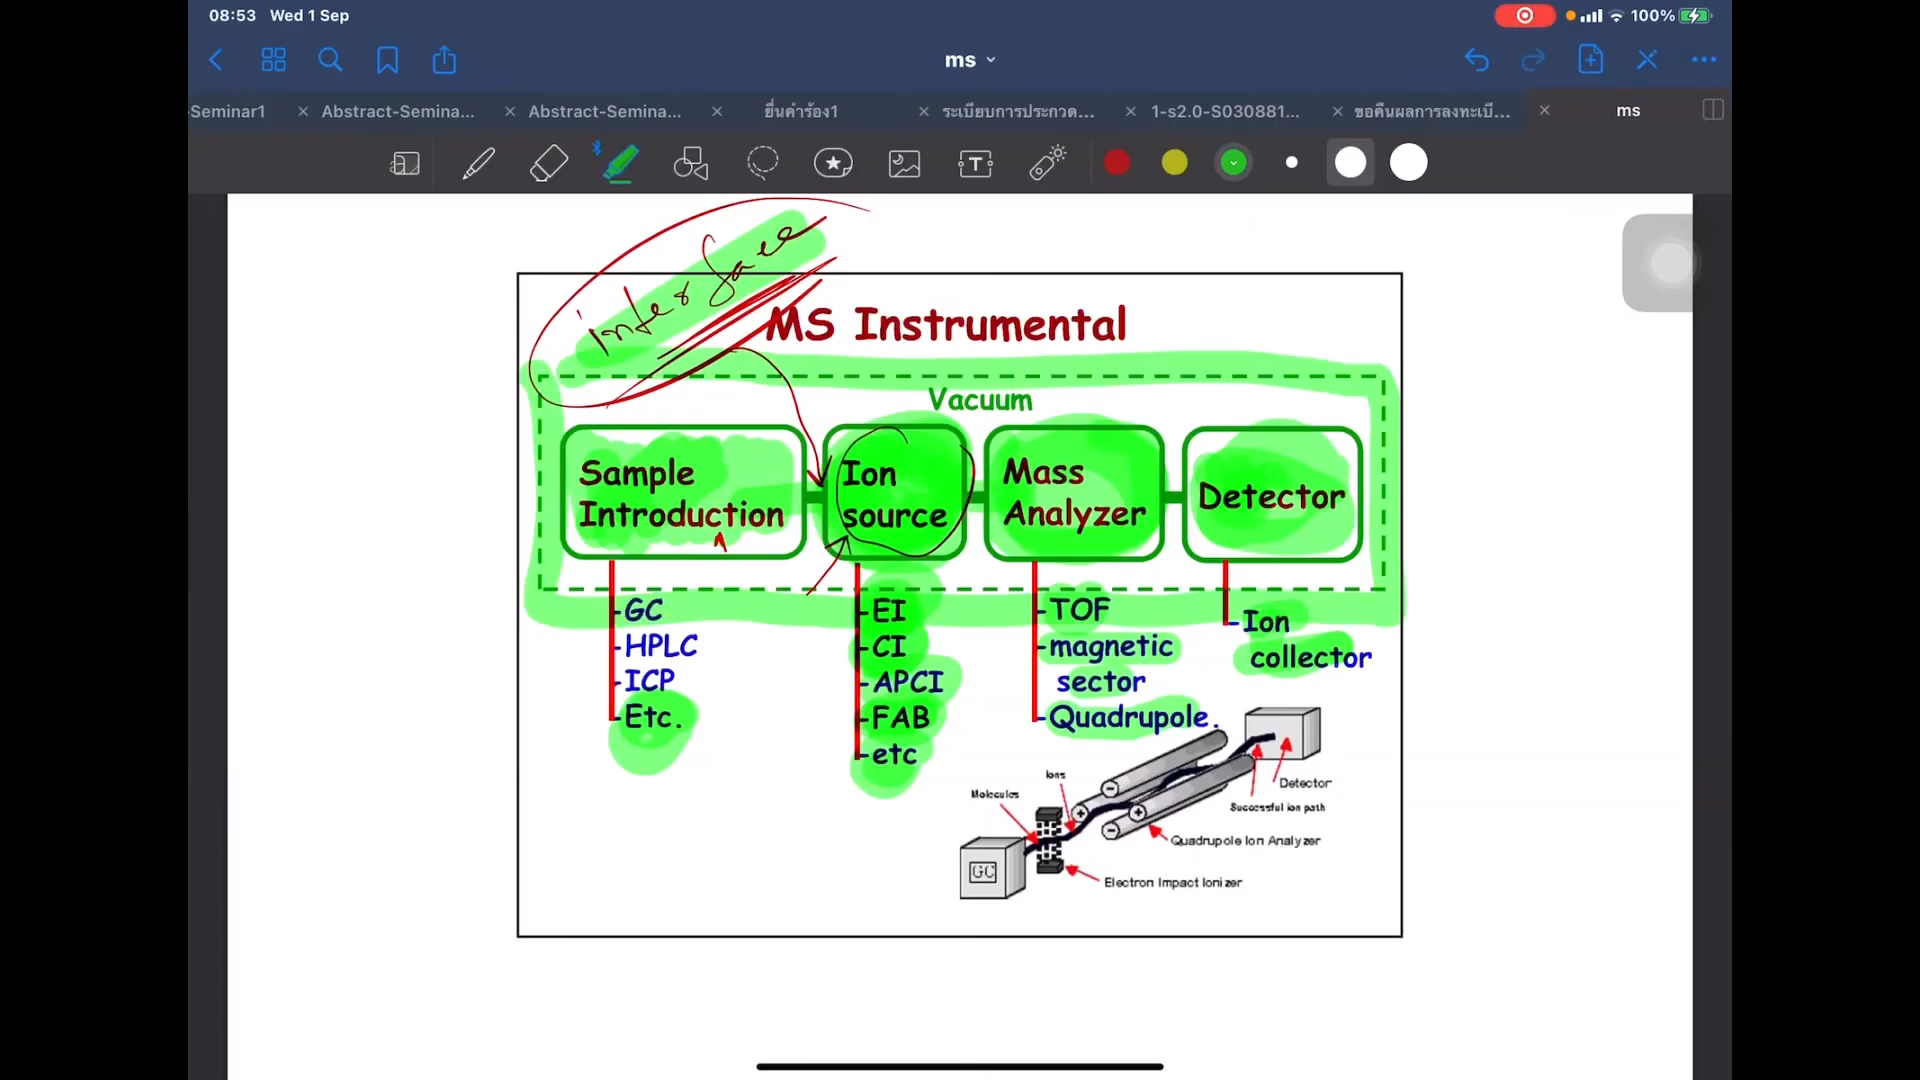 08:53 Wed 1 Sep
100%
ms
Seminar1
Abstract-Semina...
Abstract-Semina...
ยื่นคำร้อง1
ระเบียบการประกวด...
1-s2.0-S030881...
ขอคืนผลการลงทะเบี...
ms
interface
MS Instrumental
Vacuum
Sample
Introduction
Ion
source
Mass
Analyzer
Detector
-GC
-HPLC
-ICP
-Etc.
-EI
-CI
-APCI
-FAB
-etc
-TOF
-magnetic
sector
-Quadrupole.
-Ion
collector
Ions
Molecules
Detector
Successful ion path
Quadrupole Ion Analyzer
GC
Electron Impact Ionizer